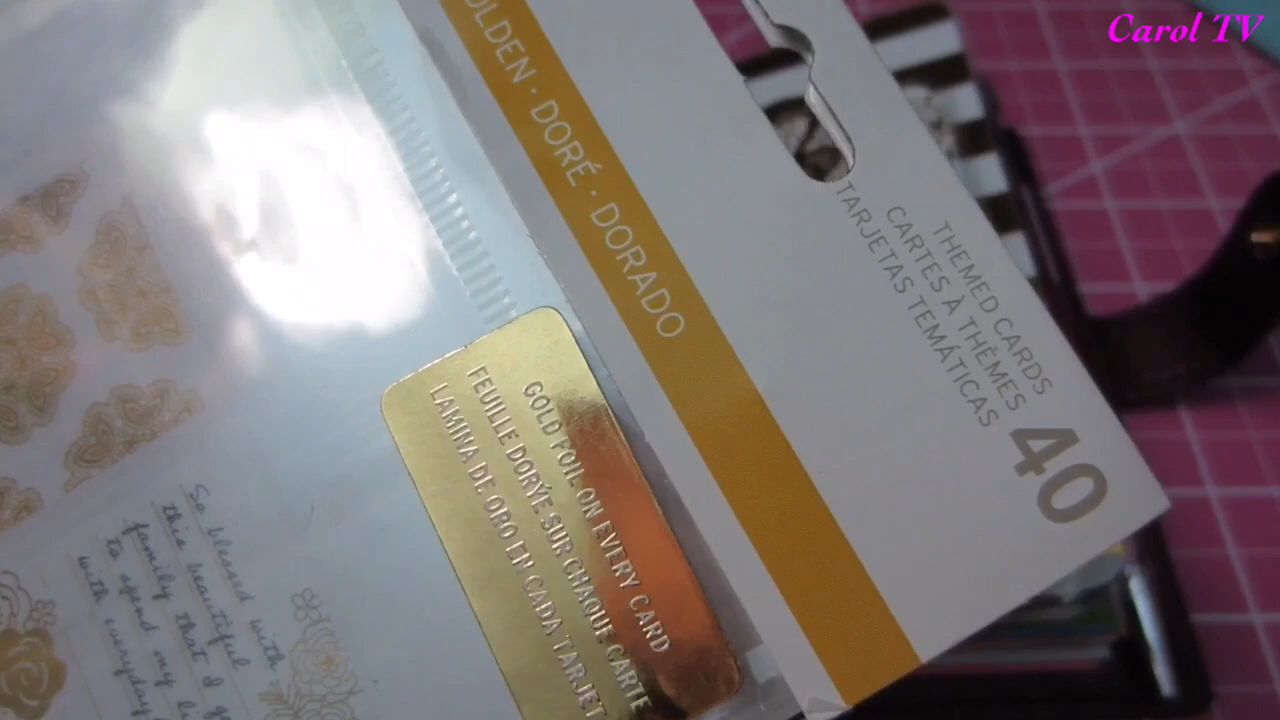 Carol TV
OLDEN · DORÉ · DORADO
THEMED CARDS
CARTES À THÈMES
TARJETAS TEMÁTICAS
40
GOLD FOIL ON EVERY CARD
FEUILLE DORÝE SUR CHAQUE CARTE
LAMINA DE ORO EN CADA TARJET
So blessed with
this beautiful
family that I g
to spend my li
with everyday